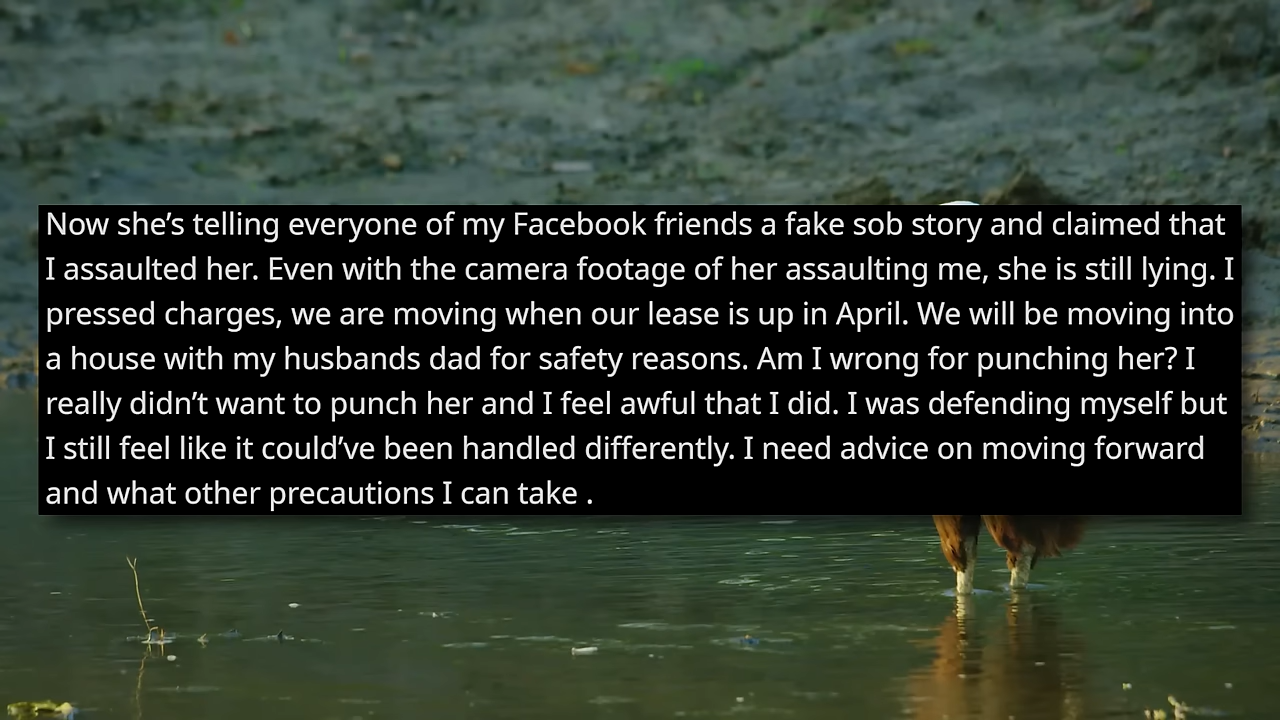 Now she’s telling everyone of my Facebook friends a fake sob story and claimed that
I assaulted her. Even with the camera footage of her assaulting me, she is still lying. I
pressed charges, we are moving when our lease is up in April. We will be moving into
a house with my husbands dad for safety reasons. Am I wrong for punching her? I
really didn’t want to punch her and I feel awful that I did. I was defending myself but
I still feel like it could’ve been handled differently. I need advice on moving forward
and what other precautions I can take .